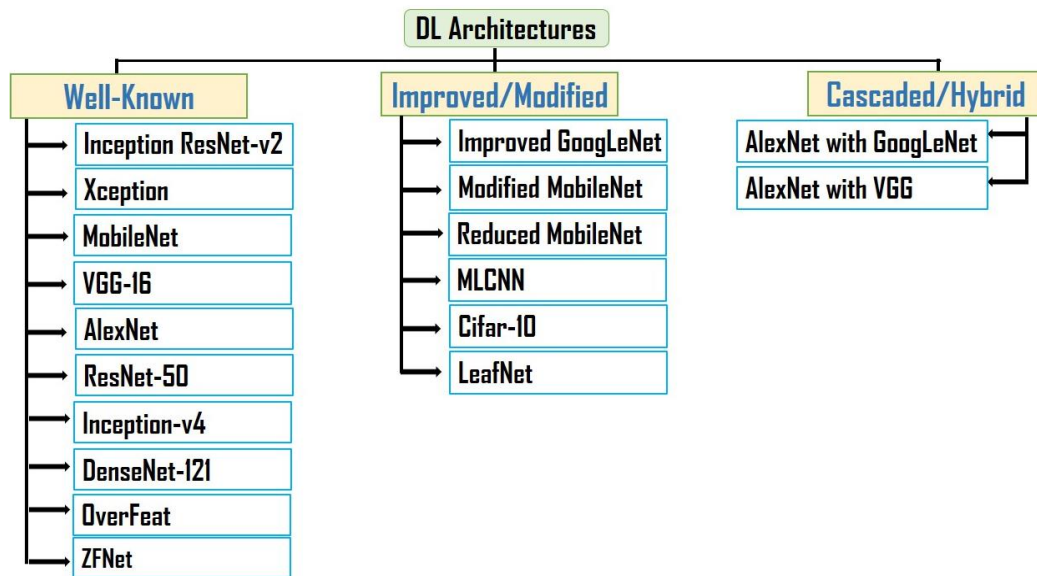 DL Architectures
Well-Known
Inception ResNet-v2
Xception
MobileNet
VGG-16
AlexNet
ResNet-50
Inception-v4
DenseNet-121
OverFeat
ZFNet
Improved/Modified
Improved GoogLeNet
Modified MobileNet
Reduced MobileNet
MLCNN
Cifar-10
LeafNet
Cascaded/Hybrid
AlexNet with GoogLeNet
AlexNet with VGG